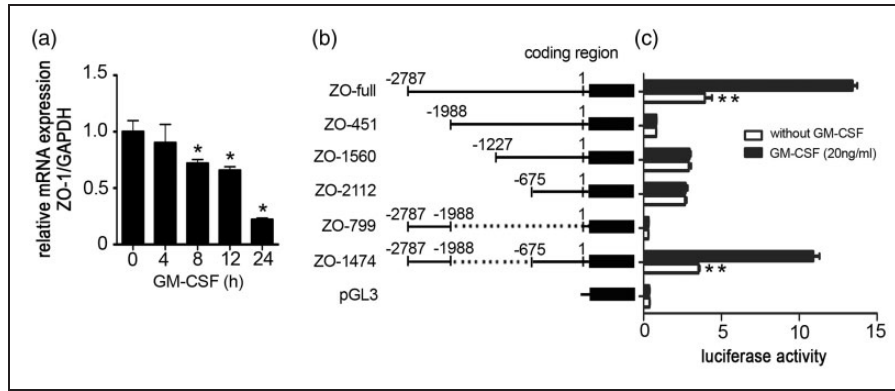 (a)
relative mRNA expression
ZO-1/GAPDH
1.5
1.0
0.5
0
* * *
0 4 8 12 24
GM-CSF (h)
(b)
coding region
ZO-full -2787 1
ZO-451 -1988 1
ZO-1560 -1227 1
ZO-2112 -675 1
ZO-799 -2787 -1988 1
ZO-1474 -2787 -1988 -675 1
pGL3
(c)
**
without GM-CSF
GM-CSF (20ng/ml)
**
0 5 10 15
luciferase activity